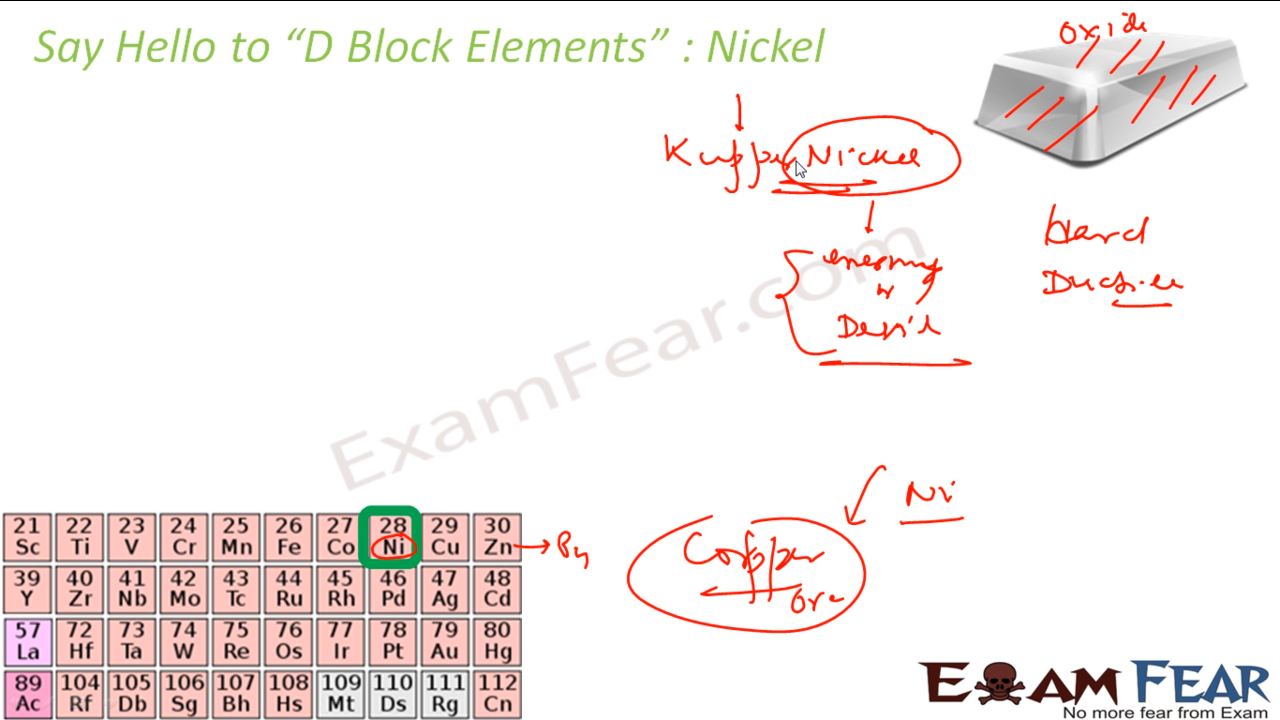 Say Hello to “D Block Elements” : Nickel
Oxide
Kupper Nickel
Hard
or
Devil
Ni
Copper
Ore
ExamFear.com
21 22 23 24 25 26 27 28 29 30
Sc Ti V Cr Mn Fe Co Ni Cu Zn
39 40 41 42 43 44 45 46 47 48
Y Zr Nb Mo Tc Ru Rh Pd Ag Cd
57 72 73 74 75 76 77 78 79 80
La Hf Ta W Re Os Ir Pt Au Hg
89 104 105 106 107 108 109 110 111 112
Ac Rf Db Sg Bh Hs Mt Ds Rg Cn
EXAM FEAR
No more fear from Exam